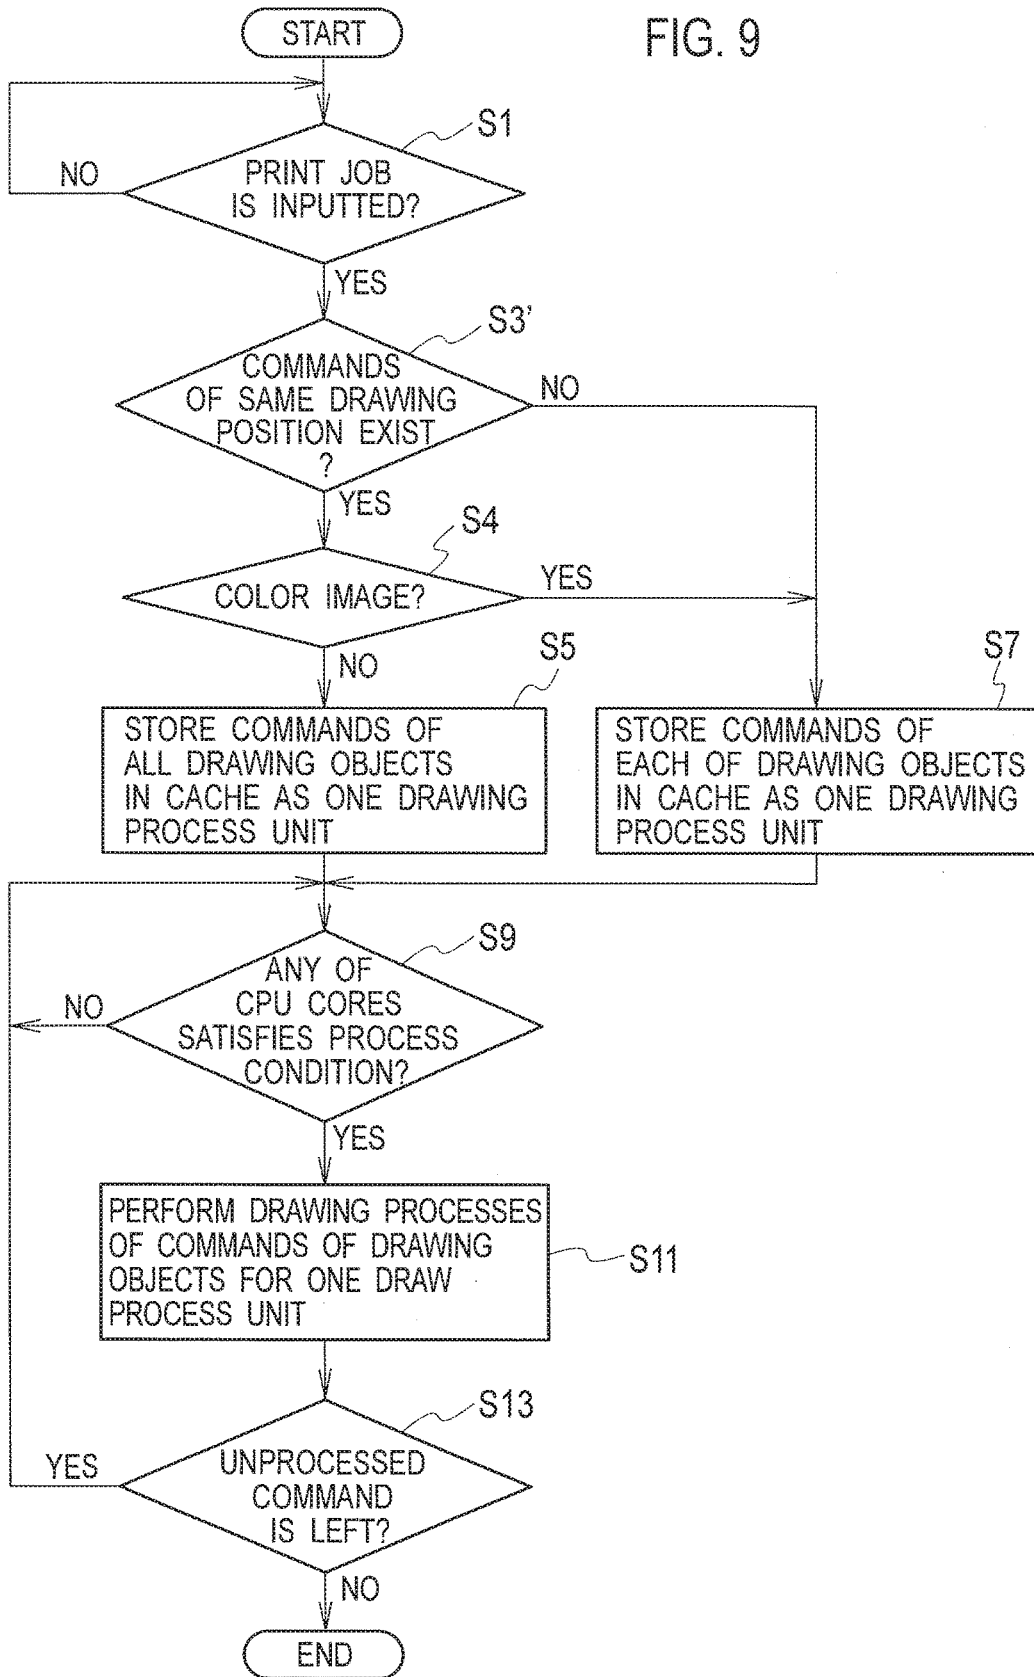 START
FIG. 9
S1
PRINT JOB
IS INPUTTED?
NO
YES
S3'
COMMANDS
OF SAME DRAWING
POSITION EXIST
?
NO
YES
S4
COLOR IMAGE?
YES
NO
S5
STORE COMMANDS OF
ALL DRAWING OBJECTS
IN CACHE AS ONE DRAWING
PROCESS UNIT
S7
STORE COMMANDS OF
EACH OF DRAWING OBJECTS
IN CACHE AS ONE DRAWING
PROCESS UNIT
S9
ANY OF
CPU CORES
SATISFIES PROCESS
CONDITION?
NO
YES
PERFORM DRAWING PROCESSES
OF COMMANDS OF DRAWING
OBJECTS FOR ONE DRAW
PROCESS UNIT
S11
S13
UNPROCESSED
COMMAND
IS LEFT?
YES
NO
END